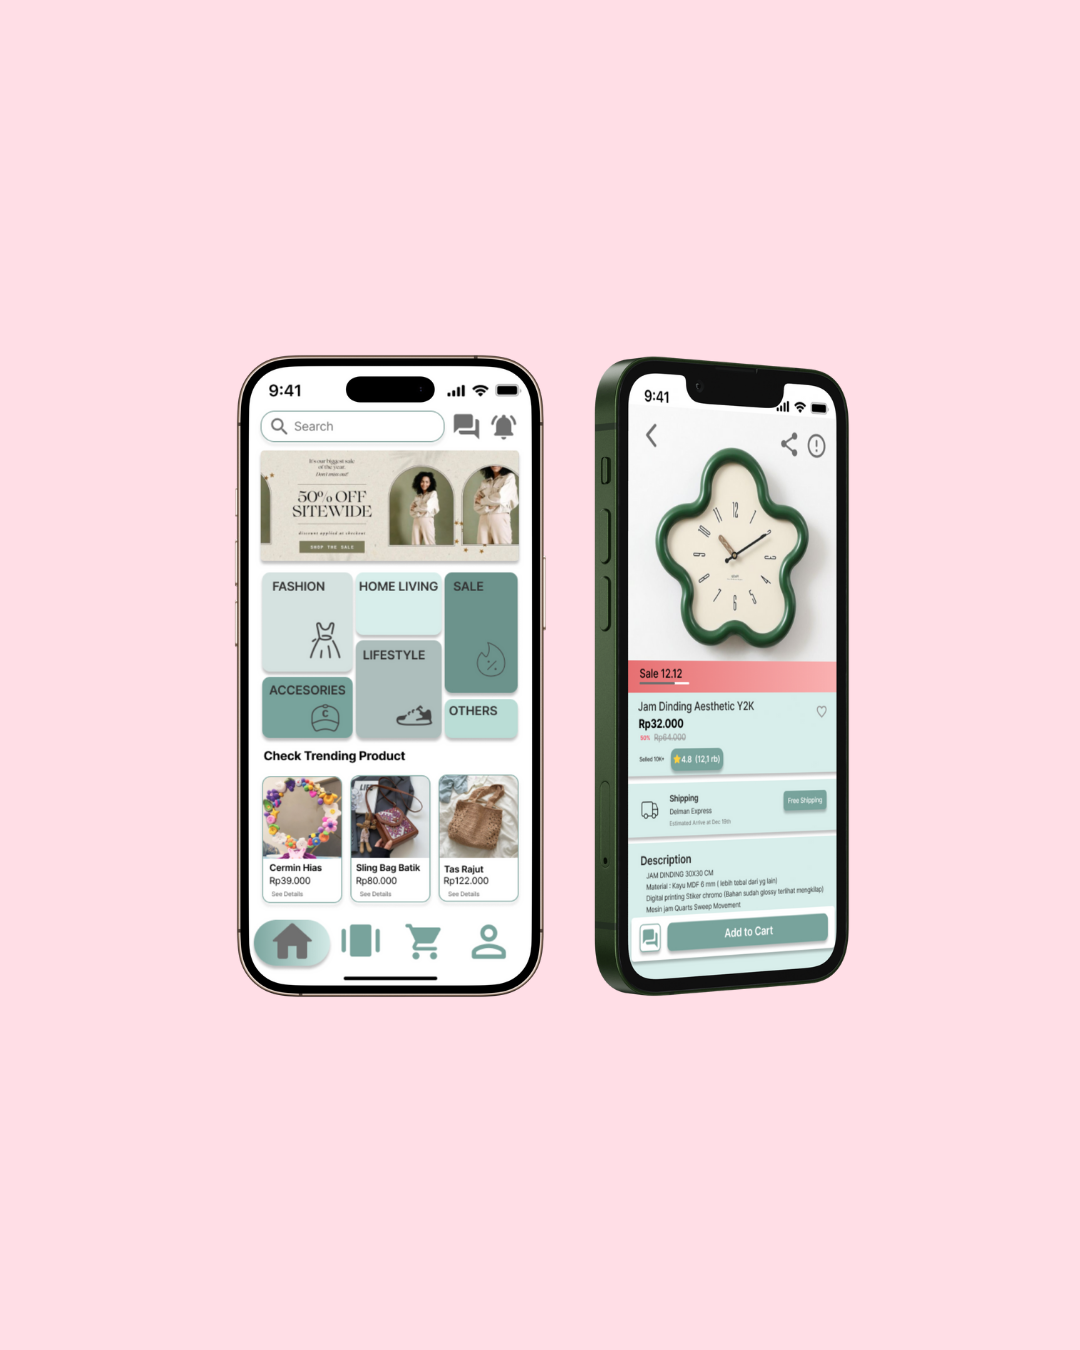 9:41
Search
It's our biggest sale
of the year.
Don't miss out!
50% OFF
SITEWIDE
Discount applied at checkout
SHOP THE SALE
FASHION
HOME LIVING
SALE
LIFESTYLE
ACCESORIES
OTHERS
Check Trending Product
LIFE
Cermin Hias
Rp39.000
See Details
Sling Bag Batik
Rp80.000
See Details
Tas Rajut
Rp122.000
See Details
9:41
12
Sale 12.12
Jam Dinding Aesthetic Y2K
Rp32.000
50% Rp64.000
Selled 10K+ 4.8 (12,1 rb)
Shipping
Delman Express
Estimated Arrive at Dec 16th
Free Shipping
Description
JAM DINDING 30X30 CM
Material : Kayu MDF 6 mm ( lebih tebal dari yg lain)
Digital printing Stiker chromo (Bahan sudah glossy terlihat mengkilap)
Mesin jam Quarts Sweep Movement
Add to Cart